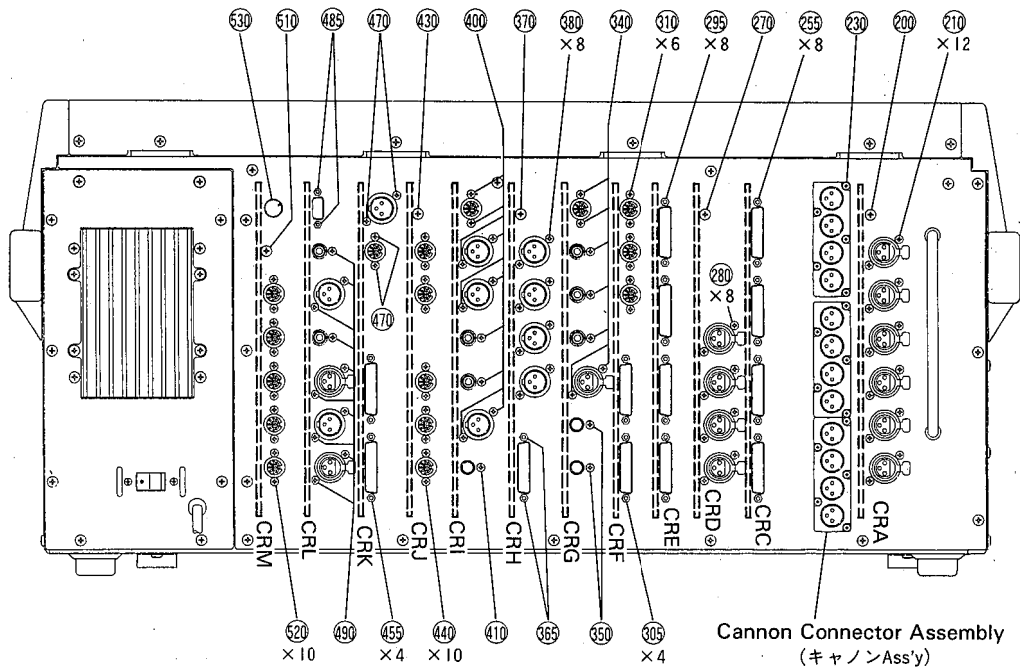 530 510 485 470 430 400 370 380 340 310 295 270 255 230 200 210
×8 ×6 ×8 ×8 ×12
280
×8
470
CRM CRL CRK CRJ CRI CRH CRG CRF CRE CRD CRC CRA
520 490 455 440 410 365 350 305
×10 ×4 ×10 ×4
Cannon Connector Assembly
(キャノンAss'y)